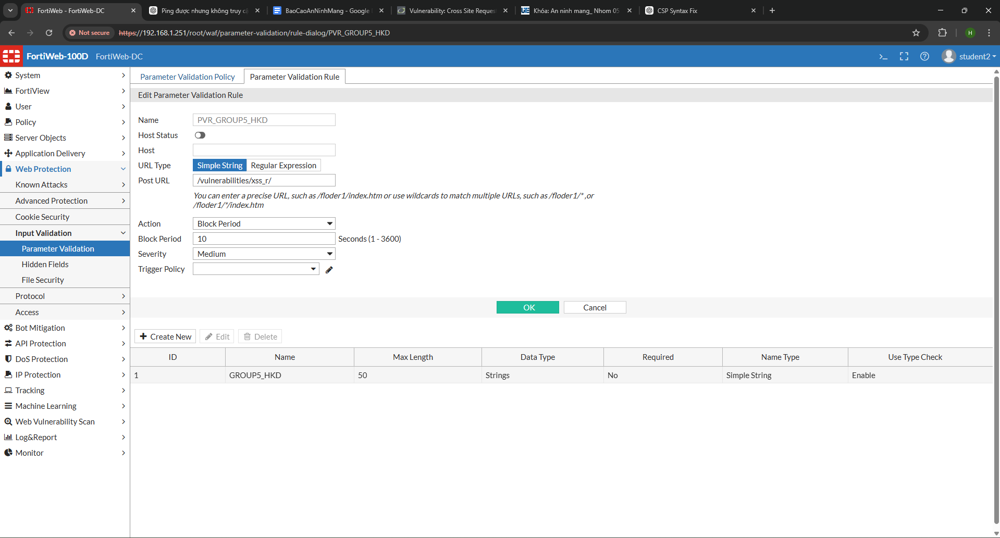 FortiWeb - FortiWeb-DC
Ping được nhưng không truy cậ
BaoCaoAnNinhMang - Google
Vulnerability: Cross Site Reques
Khóa: An ninh mang_ Nhom 05
CSP Syntax Fix
Not secure
https://192.168.1.251/root/waf/parameter-validation/rule-dialog/PVR_GROUP5_HKD
H
FortiWeb-100D FortiWeb-DC
student2
System
FortiView
User
Policy
Server Objects
Application Delivery
Web Protection
Known Attacks
Advanced Protection
Cookie Security
Input Validation
Parameter Validation
Hidden Fields
File Security
Protocol
Access
Bot Mitigation
API Protection
DoS Protection
IP Protection
Tracking
Machine Learning
Web Vulnerability Scan
Log&Report
Monitor
Parameter Validation Policy
Parameter Validation Rule
Edit Parameter Validation Rule
Name PVR_GROUP5_HKD
Host Status
Host
URL Type Simple String Regular Expression
Post URL /vulnerabilities/xss_r/
You can enter a precise URL, such as /floder1/index.htm or use wildcards to match multiple URLs, such as /floder1/* ,or
/floder1/*/index.htm
Action Block Period
Block Period 10 Seconds (1 - 3600)
Severity Medium
Trigger Policy
OK Cancel
Create New Edit Delete
ID Name Max Length Data Type Required Name Type Use Type Check
1 GROUP5_HKD 50 Strings No Simple String Enable